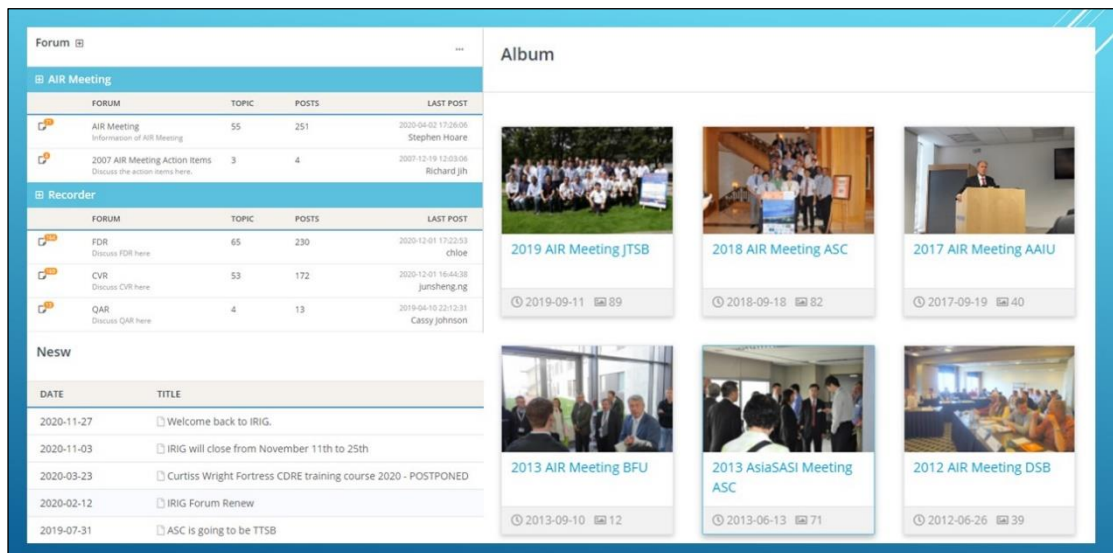 Forum
...
AIR Meeting
FORUM TOPIC POSTS LAST POST
AIR Meeting 55 251 2020-04-02 17:26:06
Information of AIR Meeting Stephen Hoare
2007 AIR Meeting Action Items 3 4 2007-12-19 12:03:06
Discuss the action items here. Richard Jih
Recorder
FORUM TOPIC POSTS LAST POST
FDR 65 230 2020-12-01 17:22:53
Discuss FDR here chloe
CVR 53 172 2020-12-01 16:44:38
Discuss CVR here junsheng.ng
QAR 4 13 2019-04-10 22:12:31
Discuss QAR here Cassy Johnson
Nesw
DATE TITLE
2020-11-27 Welcome back to IRIG.
2020-11-03 IRIG will close from November 11th to 25th
2020-03-23 Curtiss Wright Fortress CDRE training course 2020 - POSTPONED
2020-02-12 IRIG Forum Renew
2019-07-31 ASC is going to be TTSB
Album
2019 AIR Meeting JTSB
2019-09-11 89
2018 AIR Meeting ASC
2018-09-18 82
2017 AIR Meeting AAIU
2017-09-19 40
2013 AIR Meeting BFU
2013-09-10 12
2013 AsiaSASI Meeting
ASC
2013-06-13 71
2012 AIR Meeting DSB
2012-06-26 39